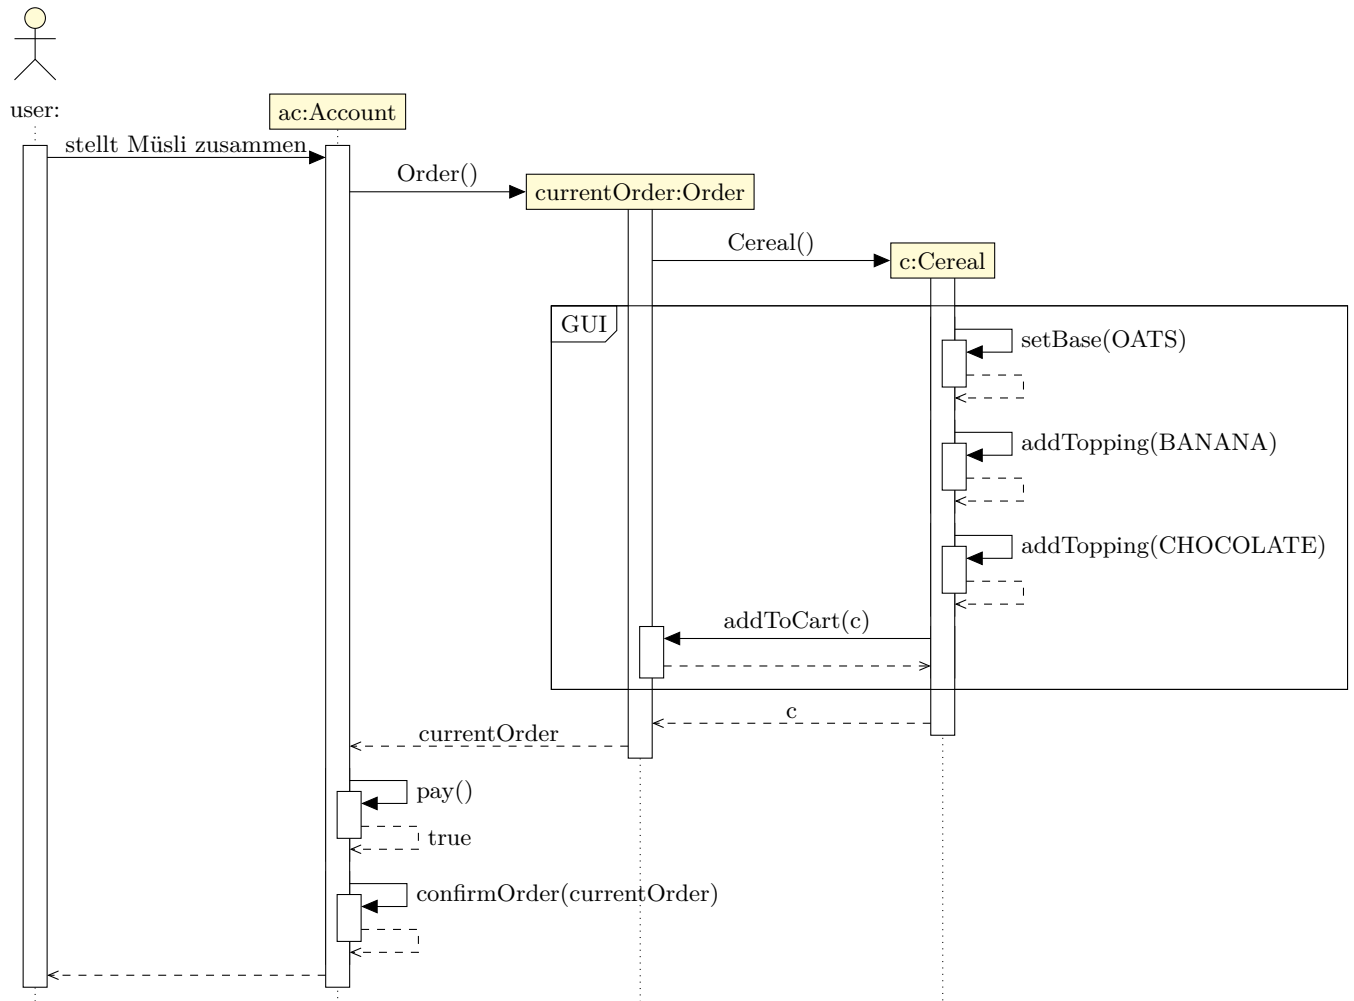 user:
ac:Account
stellt Müsli zusammen
Order()
currentOrder:Order
Cereal()
c:Cereal
GUI
setBase(OATS)
addTopping(BANANA)
addTopping(CHOCOLATE)
addToCart(c)
c
currentOrder
pay()
true
confirmOrder(currentOrder)